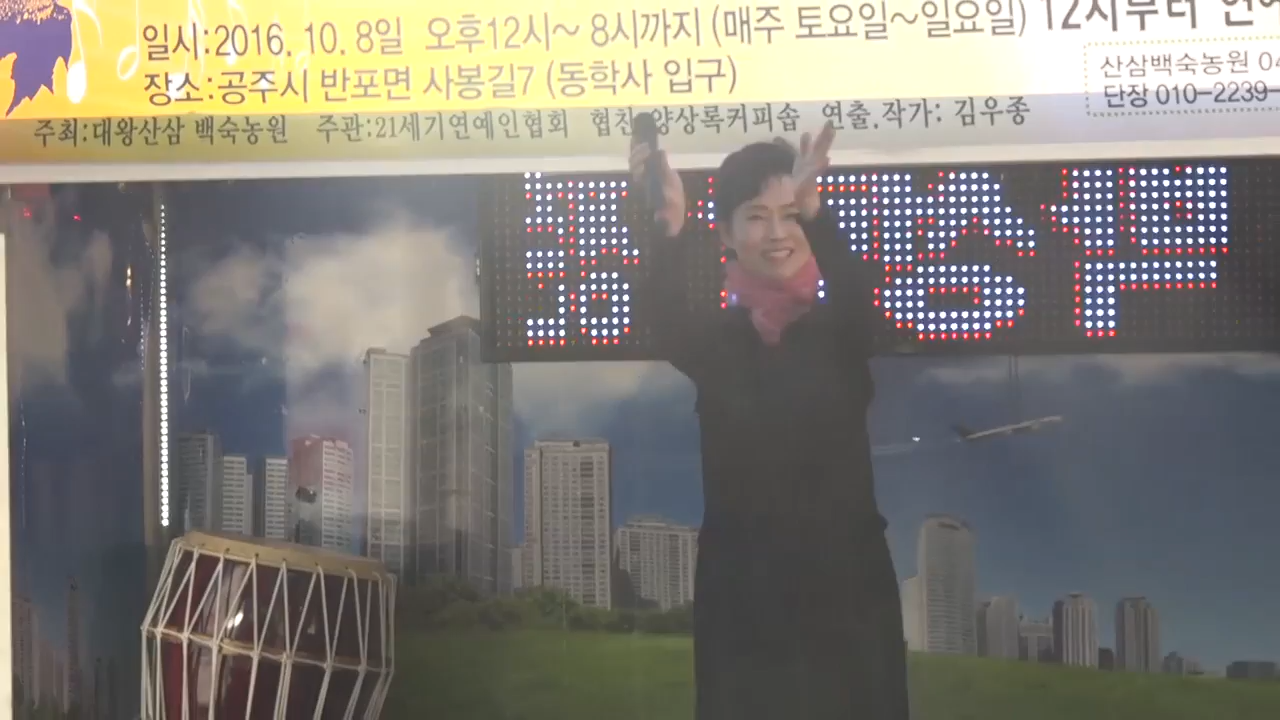 일시:2016. 10. 8일 오후12시~ 8시까지 (매주 토요일~일요일) 12시부터
장소:공주시 반포면 사봉길7 (동학사 입구)
산삼백숙농원 04
단장 010-2239-
주최:대왕산삼 백숙농원 주관:21세기연예인협회 협찬 양상록커피숍 연출.작가: 김우종